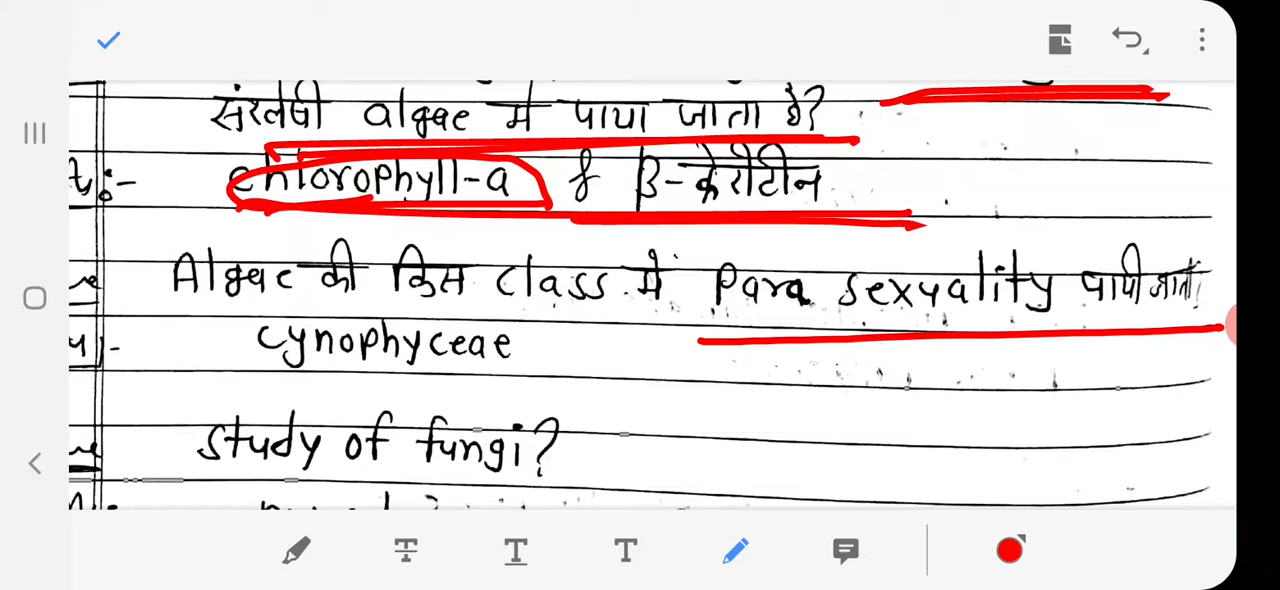 संश्लेषी algae में पाया जाता है?
t:- chlorophyll-a & β-केरोटीन
Algae की किस class में Para sexuality पायी जाती
cynophyceae
study of fungi?